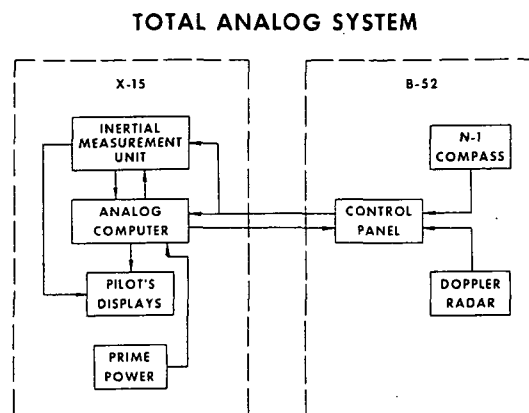 TOTAL ANALOG SYSTEM
X-15
INERTIAL
MEASUREMENT
UNIT
ANALOG
COMPUTER
PILOT'S
DISPLAYS
PRIME
POWER
B-52
N-1
COMPASS
CONTROL
PANEL
DOPPLER
RADAR